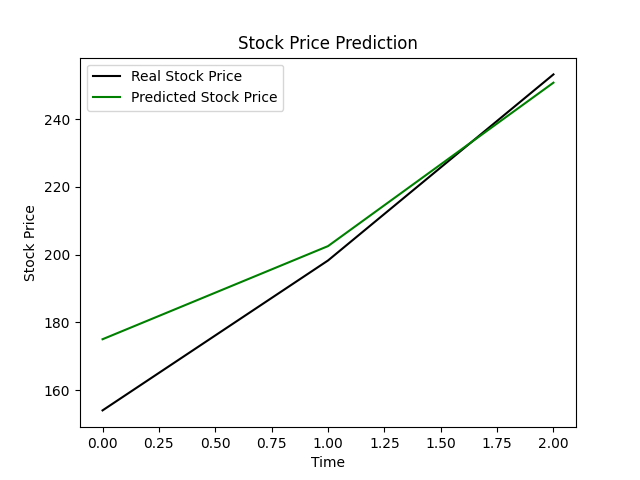 Stock Price Prediction
Real Stock Price
Predicted Stock Price
Stock Price
240
220
200
180
160
0.00 0.25 0.50 0.75 1.00 1.25 1.50 1.75 2.00
Time